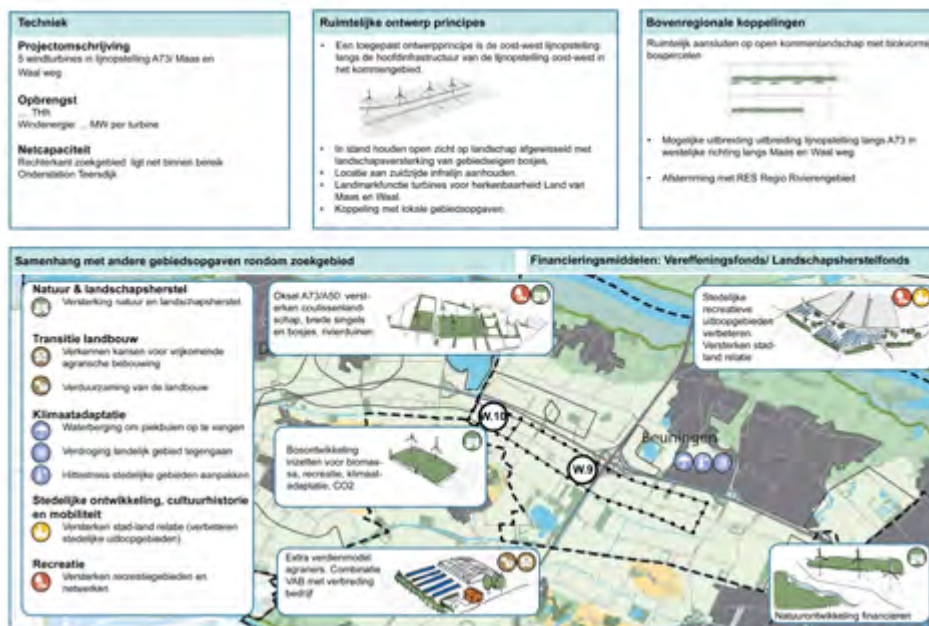 Techniek
Projectomschrijving
5 windturbines in lijnopstelling A73/ Maas en
Waal weg
Opbrengst
... THR
Windenergie: ... MW per turbine
Netcapaciteit
Rechterkant zoekgebied ligt net binnen bereik
Onderstation Teersdijk
Ruimtelijke ontwerp principes
• Een toegepast ontwerpprincipe is de oost-west lijnopstelling
langs de hoofdinfrastructuur van de lijnopstelling oost-west in
het kommengebied.
• In stand houden open zicht op landschap afgewisseld met
landschapsversterking van gebiedseigen bosjes.
• Locatie aan zuidzijde infralijn aanhouden.
• Landmarkfunctie turbines voor herkenbaarheid Land van
Maas en Waal.
• Koppeling met lokale gebiedsopgaven
Bovenregionale koppelingen
Ruimtelijk aansluiten op open kommenlandschap met blokvormige
bospercelen
• Mogelijke uitbreiding uitbreiding lijnopstelling langs A73 in
westelijke richting langs Maas en Waal weg
• Afstemming met RES Regio Rivierengebied
Samenhang met andere gebiedsopgaven rondom zoekgebied
Financieringsmiddelen: Vereffeningsfonds/ Landschapsherstelfonds
Natuur & landschapsherstel
Versterking natuur en landschapsherstel
Transitie landbouw
Verkennen kansen voor vrijkomende
agrarische bebouwing
Verduurzaming van de landbouw
Klimaatadaptatie
Waterberging om piekbuien op te vangen
Verdroging landelijk gebied tegengaan
Hittestress stedelijke gebieden aanpakken
Stedelijke ontwikkeling, cultuurhistorie
en mobiliteit
Versterken stad-land relatie (verbeteren
stedelijke uitloopgebieden)
Recreatie
Versterken recreatiegebieden en
netwerken
Oksel A73/A50: verst-
erken coulissenland-
schap, brede singels
en bosjes, rivierduinen
Stedelijke
recreatieve
uitloopgebieden
verbeteren.
Versterken stad-
land relatie
W.10
Beuningen
W.9
Bosontwikkeling
inzetten voor biomas-
sa, recreatie, klimaat-
adaptatie, CO2
Extra verdienmodel
agrariers. Combinatie
VAB met verbreding
bedrijf
Natuurontwikkeling financieren